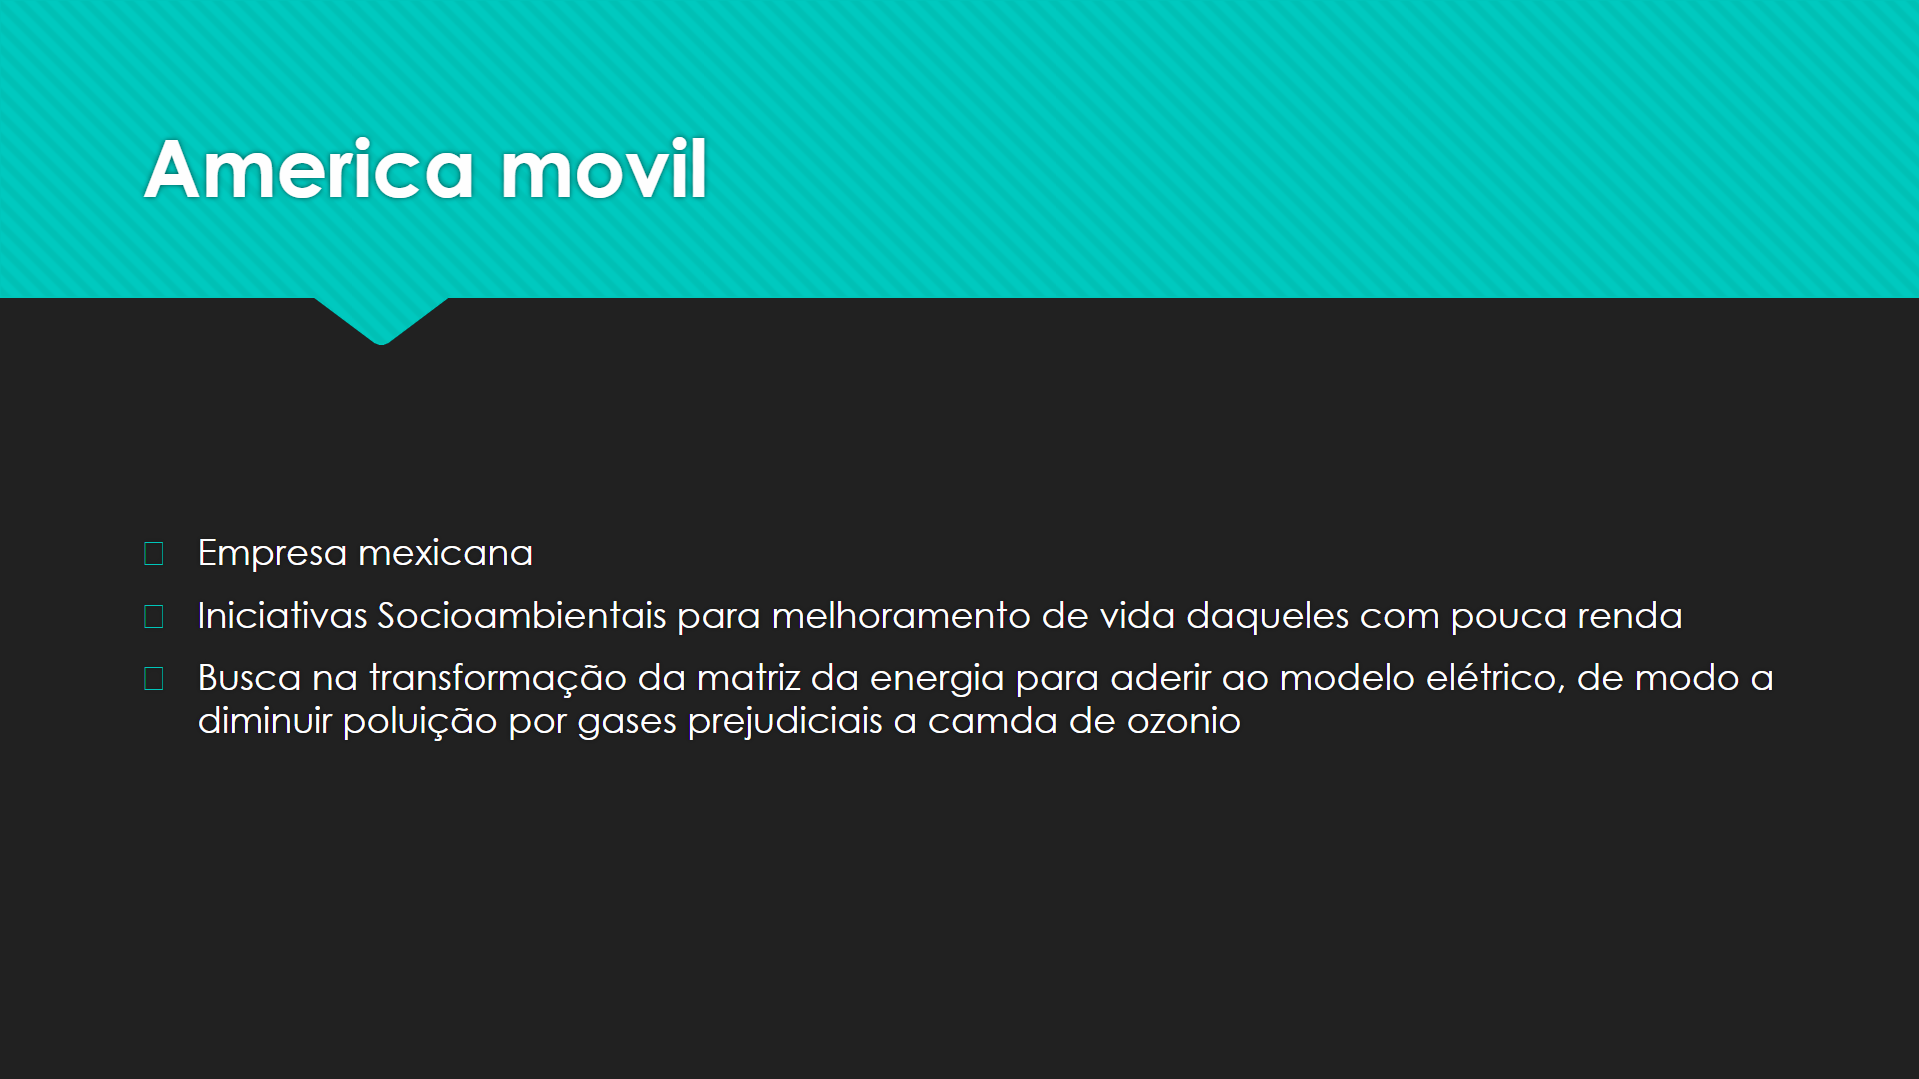 America movil
Empresa mexicana
Iniciativas Socioambientais para melhoramento de vida daqueles com pouca renda
Busca na transformação da matriz da energia para aderir ao modelo elétrico, de modo a
diminuir poluição por gases prejudiciais a camda de ozonio